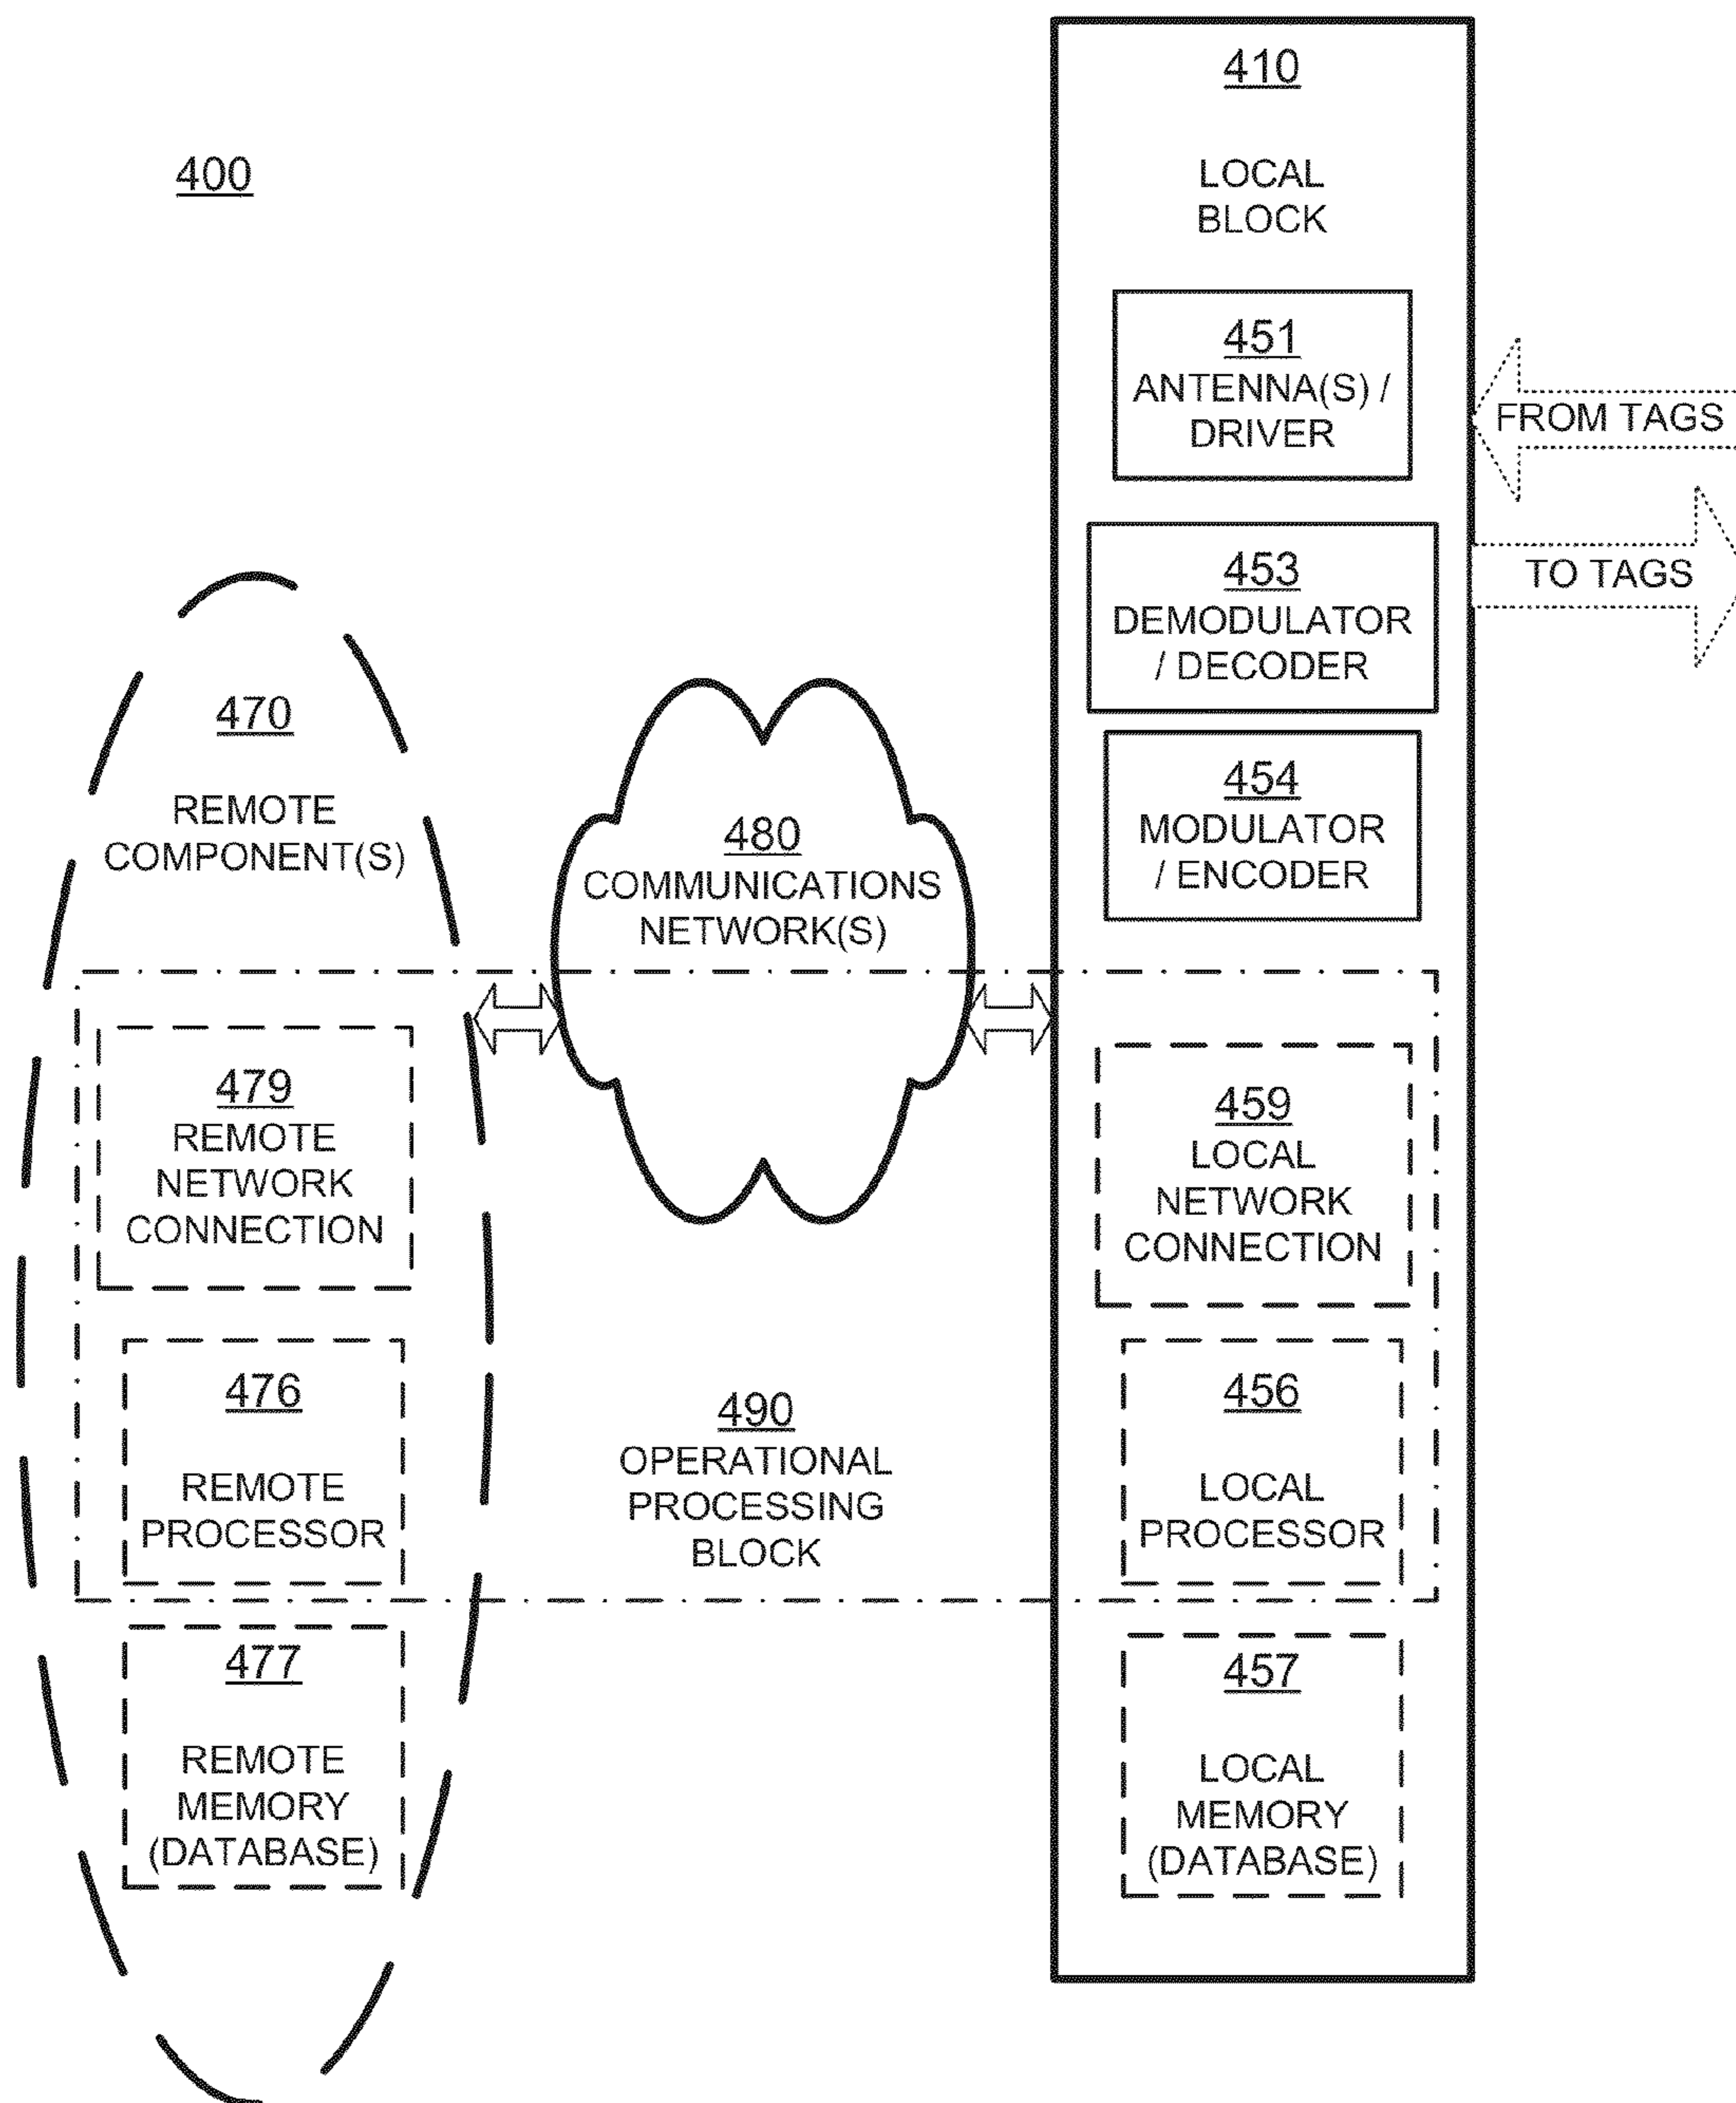 400
410
LOCAL
BLOCK
451
ANTENNA(S) /
DRIVER
FROM TAGS
453
DEMODULATOR
/ DECODER
TO TAGS
454
MODULATOR
/ ENCODER
470
REMOTE
COMPONENT(S)
480
COMMUNICATIONS
NETWORK(S)
479
REMOTE
NETWORK
CONNECTION
459
LOCAL
NETWORK
CONNECTION
476
REMOTE
PROCESSOR
490
OPERATIONAL
PROCESSING
BLOCK
456
LOCAL
PROCESSOR
477
REMOTE
MEMORY
(DATABASE)
457
LOCAL
MEMORY
(DATABASE)